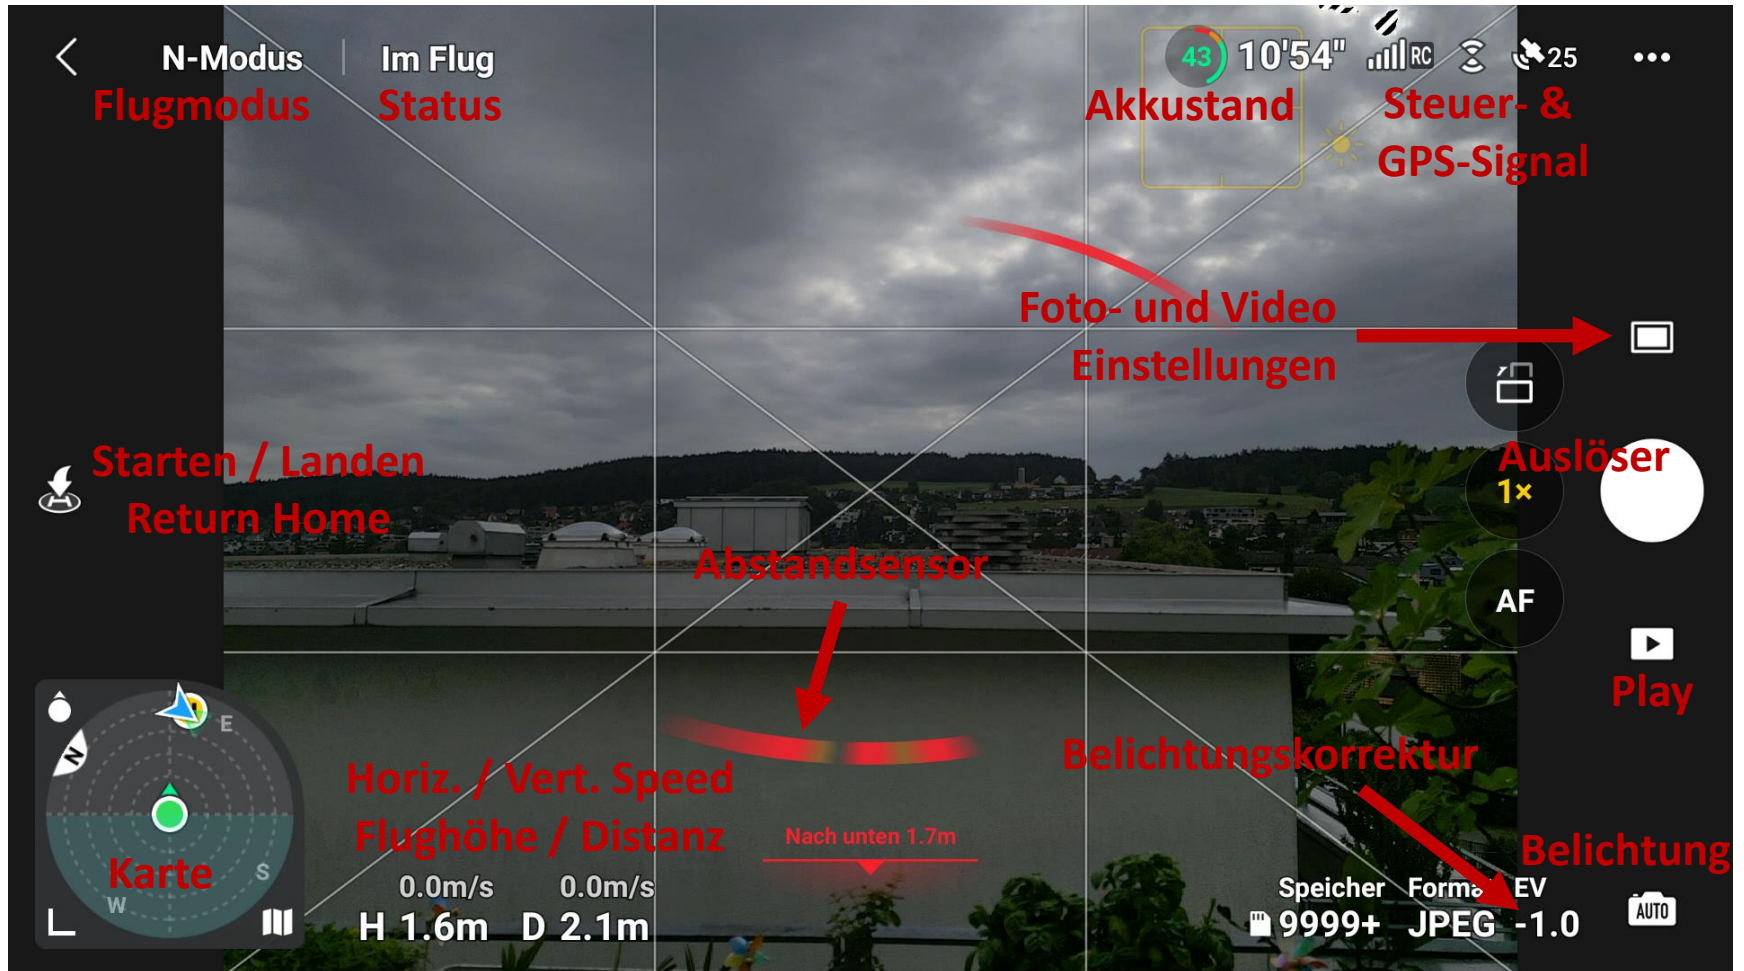 N-Modus
Im Flug
43
10'54"
RC
25
Flugmodus
Status
Akkustand
Steuer- &
GPS-Signal
Foto- und Video
Einstellungen
Starten / Landen
Return Home
Auslöser
1×
Abstandsensor
AF
Play
Belichtungskorrektur
Horiz. / Vert. Speed
Flughöhe / Distanz
Nach unten 1.7m
N
E
S
W
Karte
0.0m/s
0.0m/s
H 1.6m
D 2.1m
Belichtung
Speicher
Forma
EV
9999+
JPEG
-1.0
AUTO